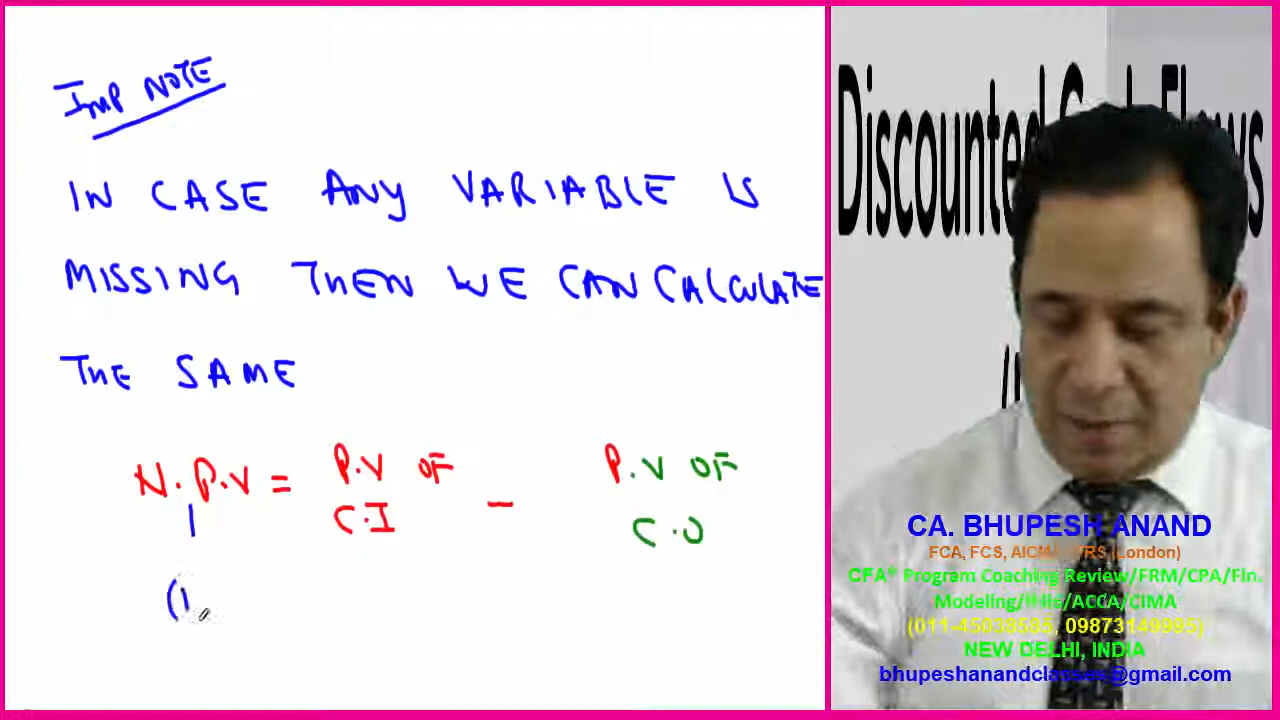 IMP NOTE
IN CASE ANY VARIABLE IS
MISSING THEN WE CAN CALCULATE
THE SAME
N.P.V = P.V OF C.I - P.V OF C.O
(1
Discounted Cash Flows
CA. BHUPESH ANAND
FCA, FCS, AICMA, IFRS (London)
CFA® Program Coaching Review/FRM/CPA/FIn.
ACCA/CIMA
(011-45038585, 09873149995)
NEW DELHI, INDIA
bhupeshanandclasses@gmail.com